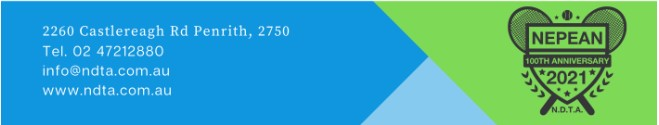 2260 Castlereagh Rd Penrith, 2750
Tel. 02 47212880
info@ndta.com.au
www.ndta.com.au
NEPEAN
100TH ANNIVERSARY
2021
N.D.T.A.